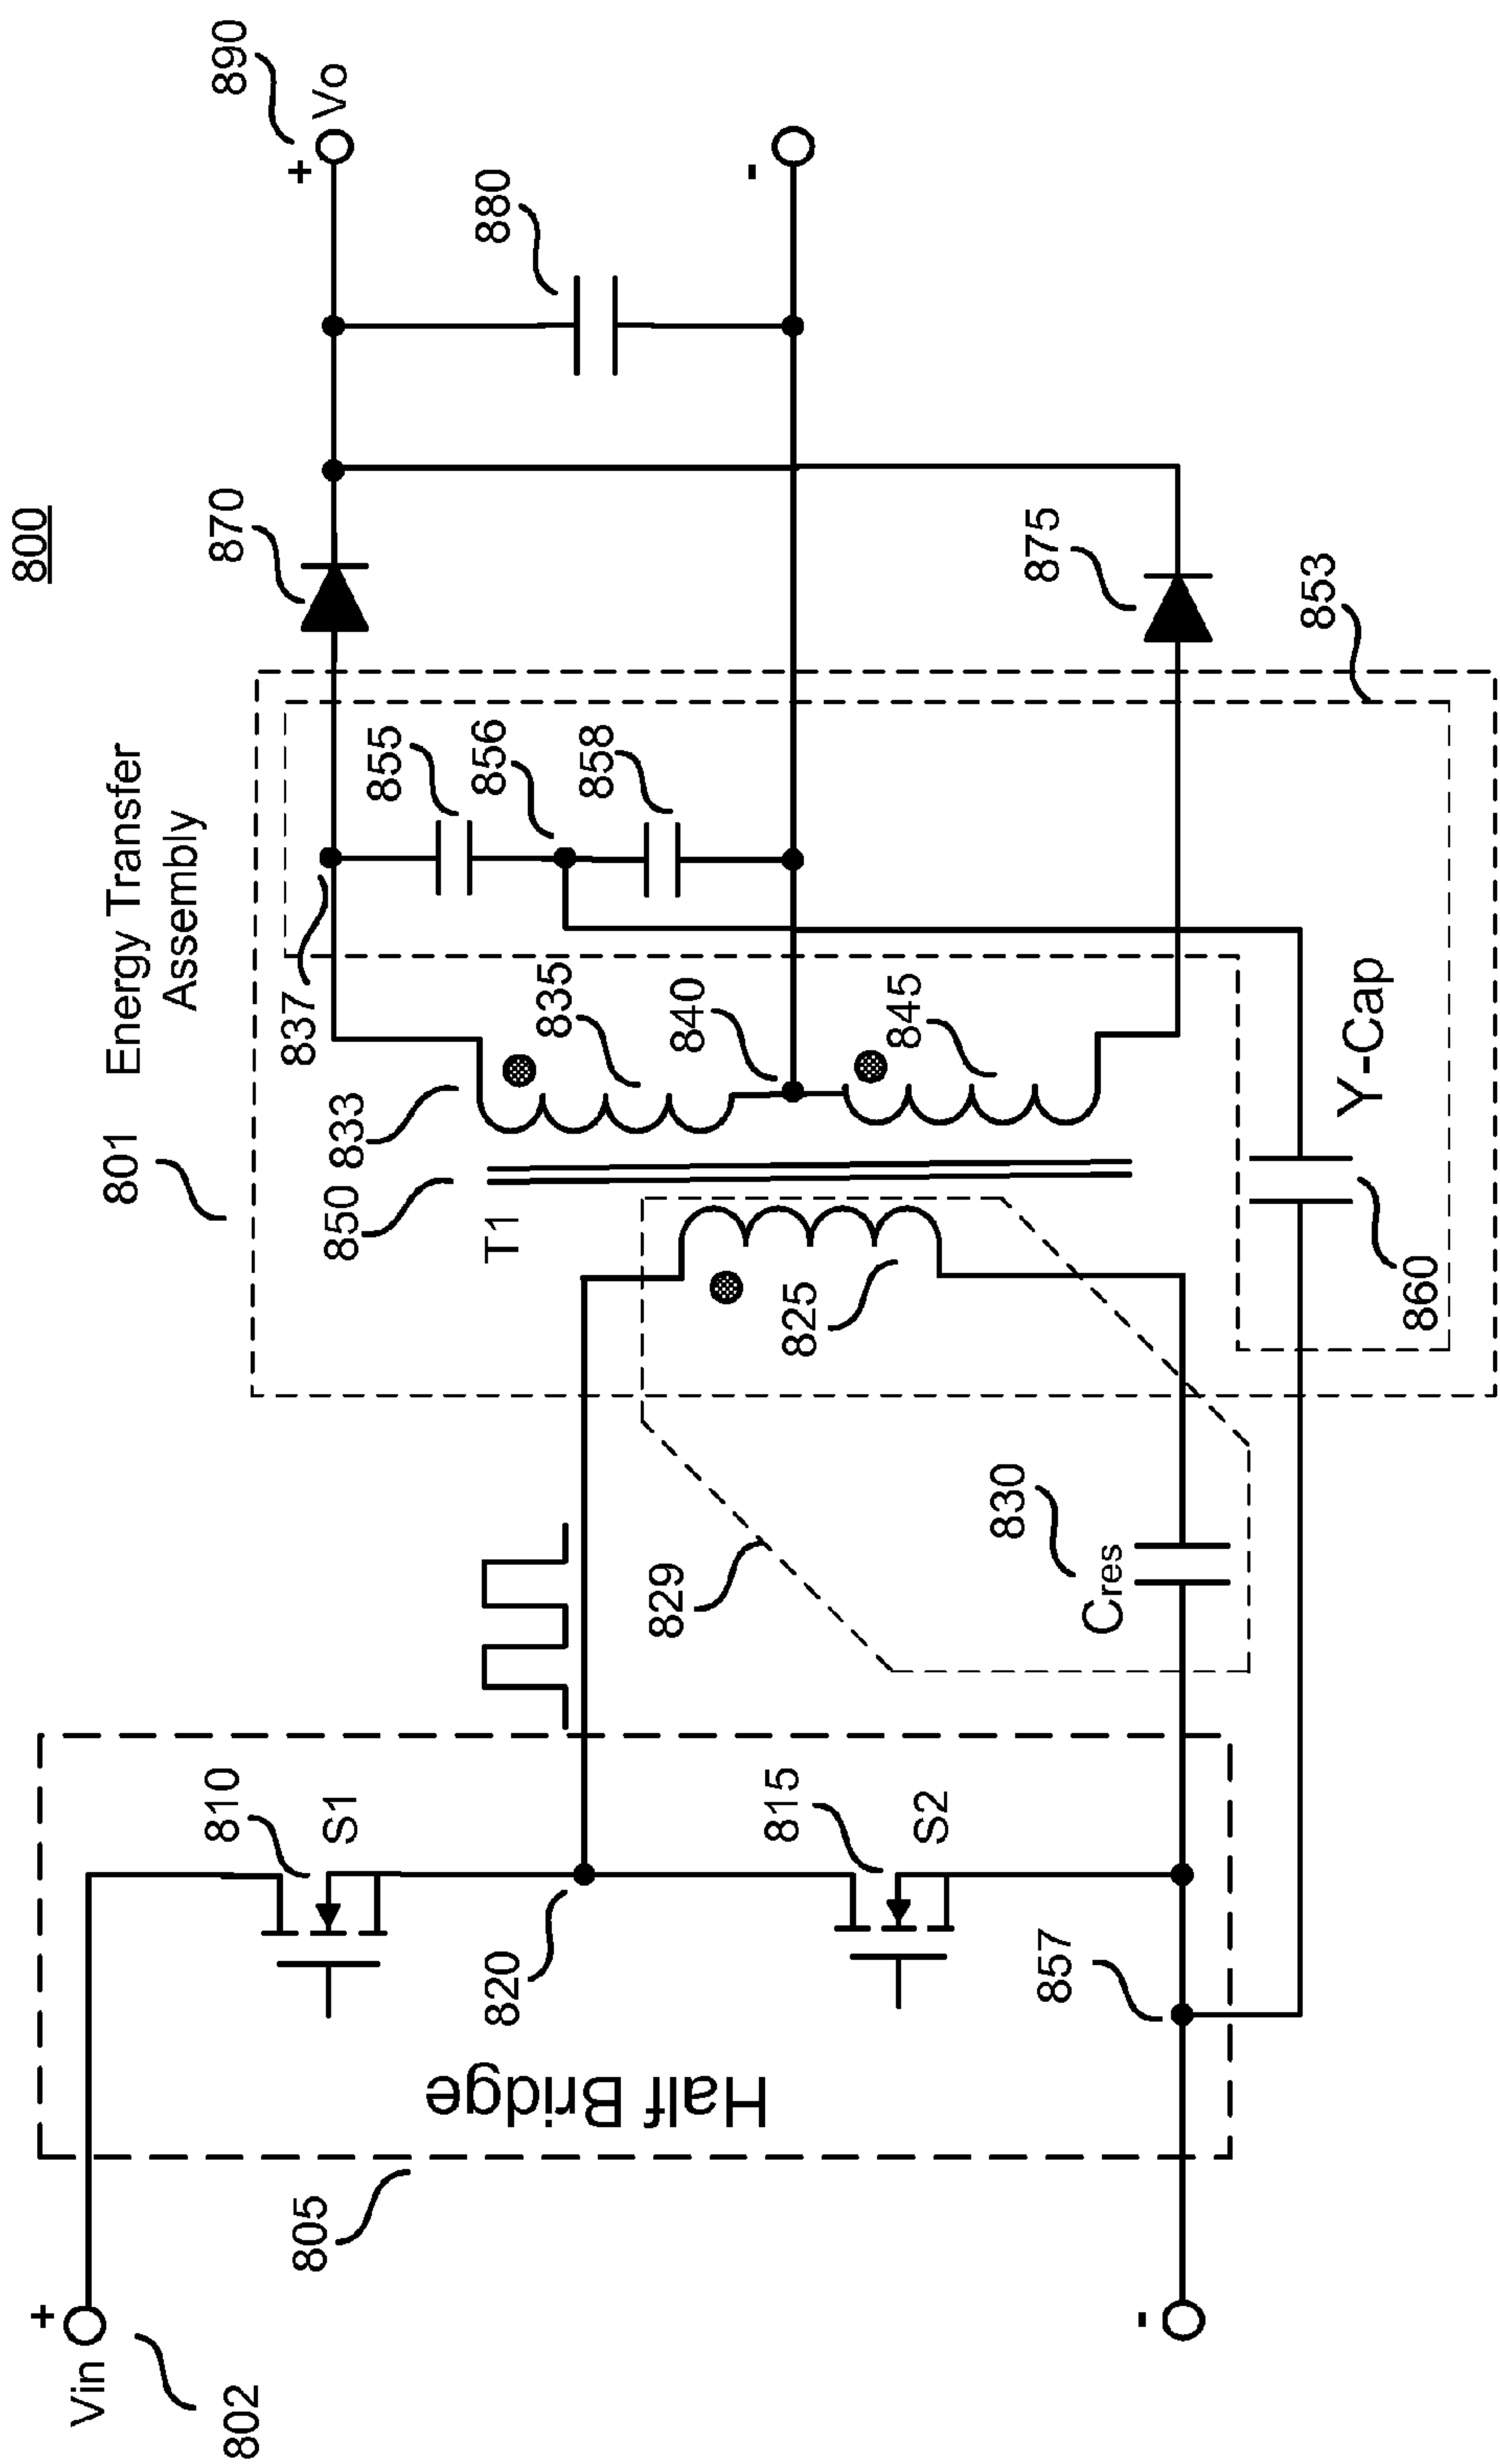 800
801 Energy Transfer
Assembly
890
+
Vo
870
880
-
875
853
855
856
858
837
835
840
845
833
850
T1
825
Y-Cap
860
829
830
Cres
810
S1
815
S2
820
857
Half Bridge
805
+
Vin
802
-